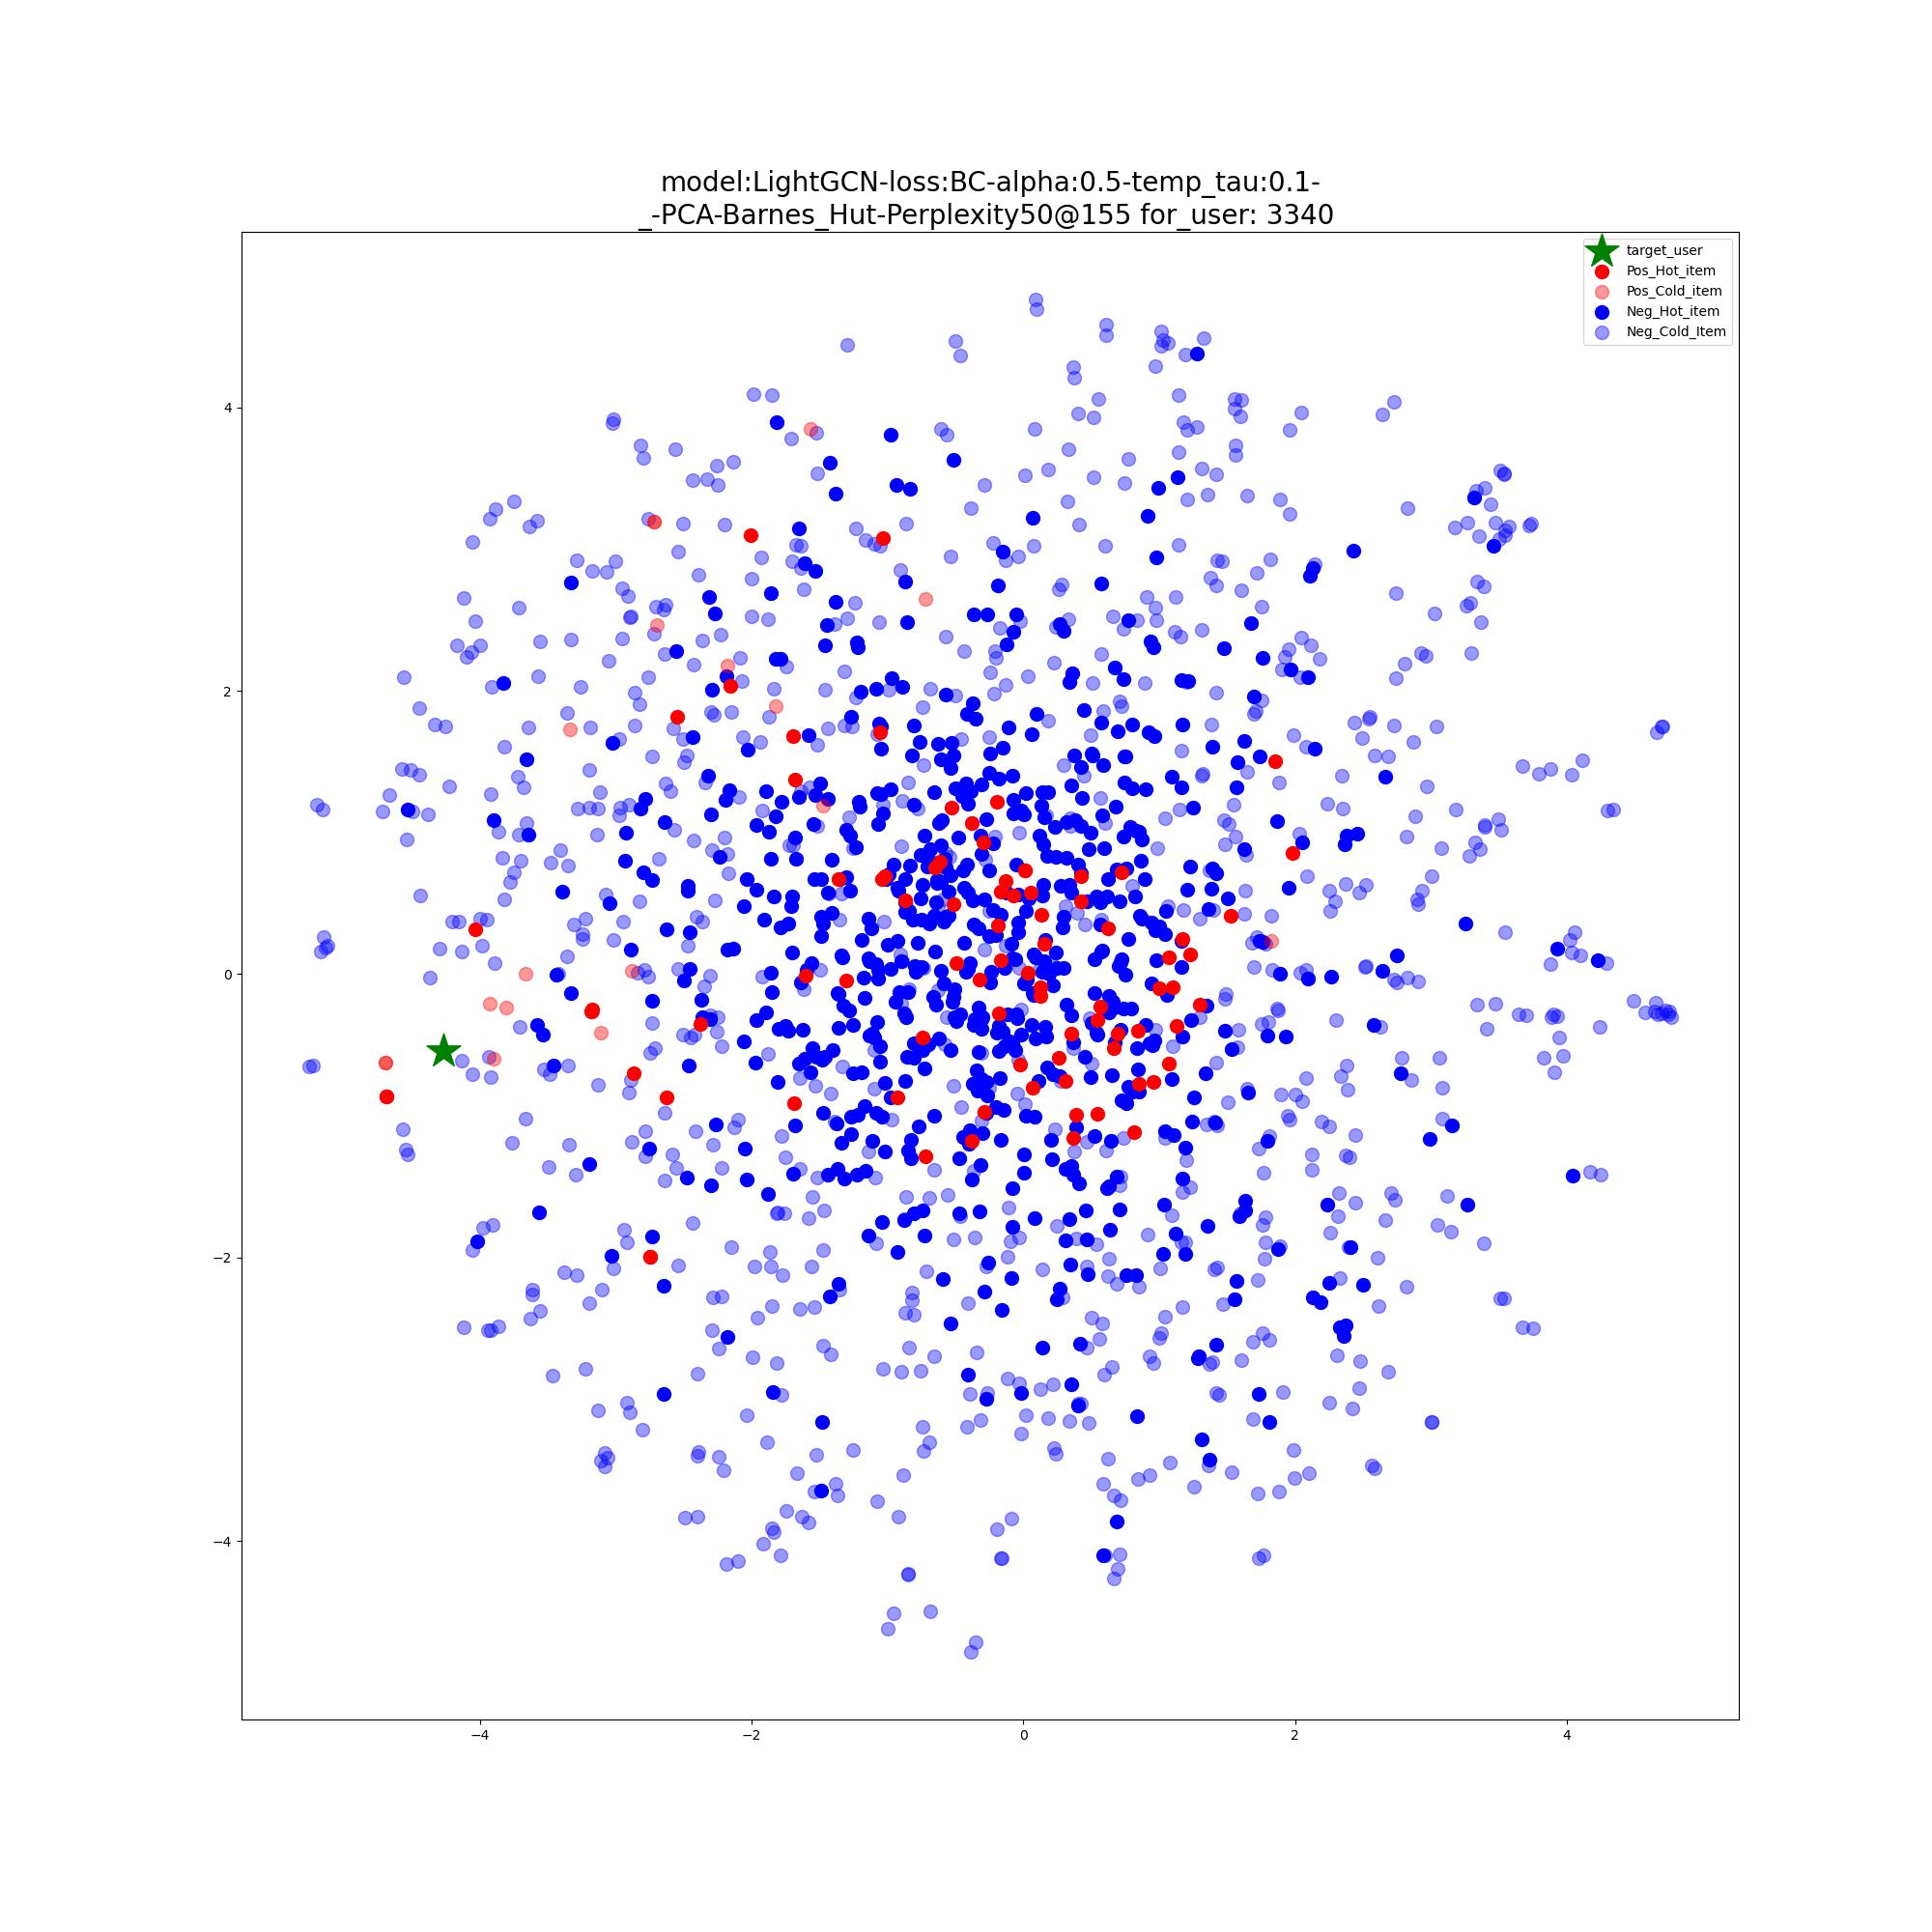 model:LightGCN-loss:BC-alpha:0.5-temp_tau:0.1-
_-PCA-Barnes_Hut-Perplexity50@155 for_user: 3340
target_user
Pos_Hot_item
Pos_Cold_item
Neg_Hot_item
Neg_Cold_Item
4
2
0
−2
−4
−4 −2 0 2 4